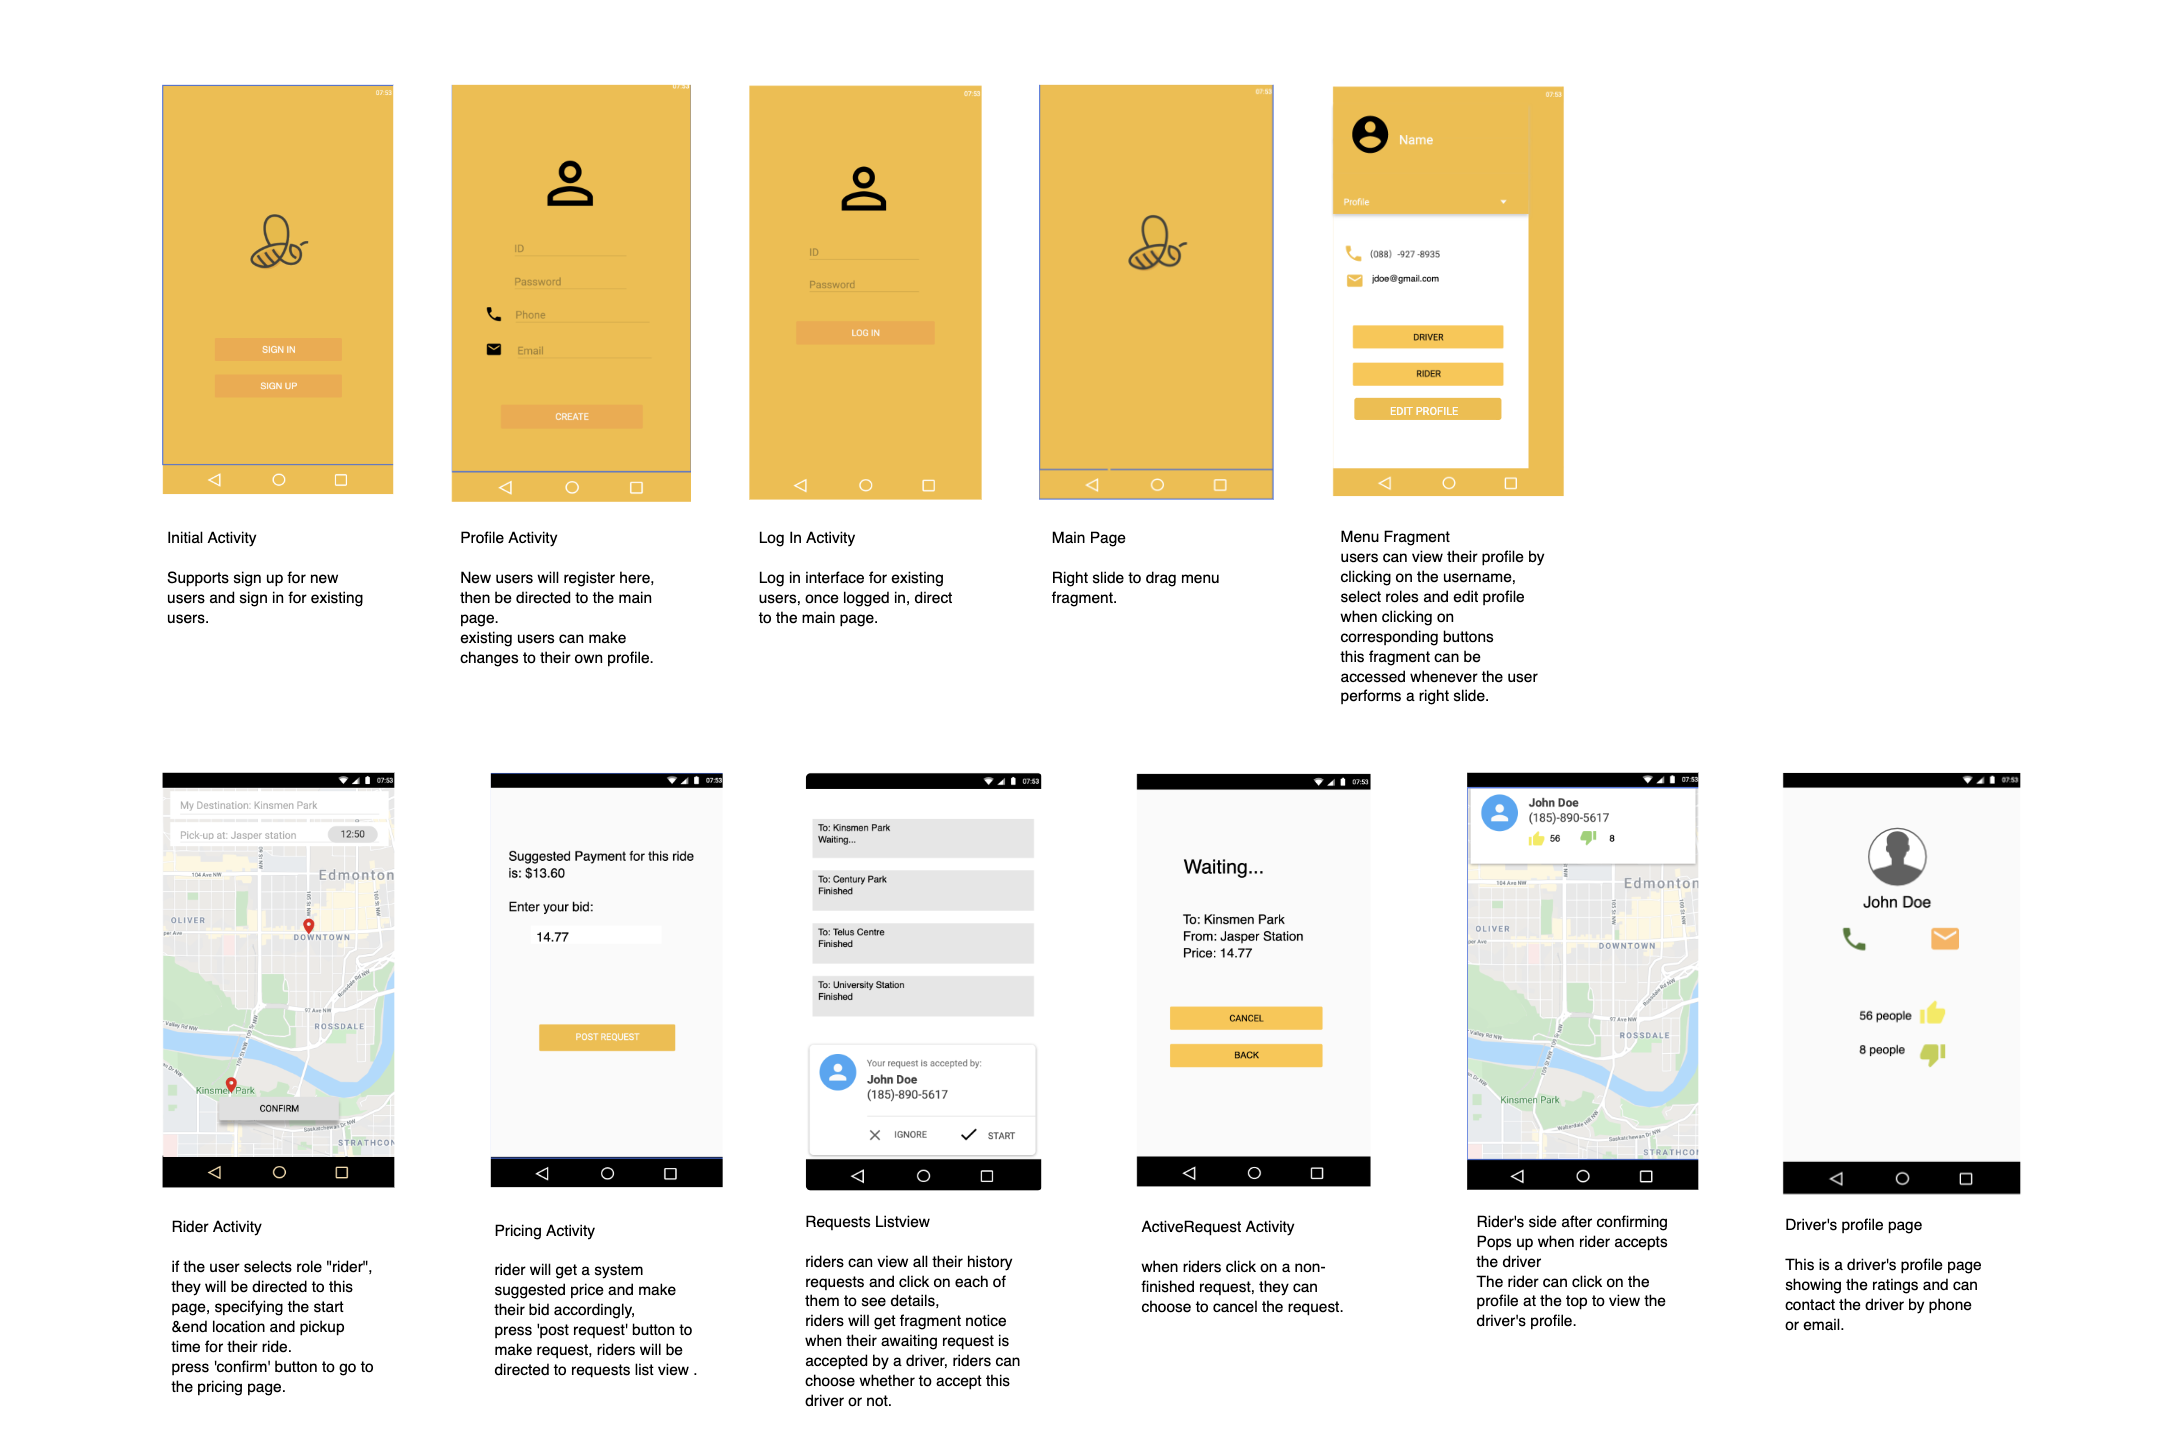 07:53
SIGN IN
SIGN UP
Initial Activity
Supports sign up for new
users and sign in for existing
users.
07:53
ID
Password
Phone
Email
CREATE
Profile Activity
New users will register here,
then be directed to the main
page.
existing users can make
changes to their own profile.
07:53
ID
Password
LOG IN
Log In Activity
Log in interface for existing
users, once logged in, direct
to the main page.
07:53
Main Page
Right slide to drag menu
fragment.
07:53
Name
Profile
(088) -927 -8935
jdoe@gmail.com
DRIVER
RIDER
EDIT PROFILE
Menu Fragment
users can view their profile by
clicking on the username,
select roles and edit profile
when clicking on
corresponding buttons
this fragment can be
accessed whenever the user
performs a right slide.
07:53
My Destination: Kinsmen Park
Pick-up at: Jasper station
12:50
104 Ave NW
Edmonton
OLIVER
DOWNTOWN
97 Ave NW
ROSSDALE
Kinsmen Park
CONFIRM
Saskatchewan Dr NW
STRATHCO
Rider Activity
if the user selects role "rider",
they will be directed to this
page, specifying the start
&end location and pickup
time for their ride.
press 'confirm' button to go to
the pricing page.
07:53
Suggested Payment for this ride
is: $13.60
Enter your bid:
14.77
POST REQUEST
Pricing Activity
rider will get a system
suggested price and make
their bid accordingly,
press 'post request' button to
make request, riders will be
directed to requests list view .
07:53
To: Kinsmen Park
Waiting...
To: Century Park
Finished
To: Telus Centre
Finished
To: University Station
Finished
Your request is accepted by:
John Doe
(185)-890-5617
IGNORE
START
Requests Listview
riders can view all their history
requests and click on each of
them to see details,
riders will get fragment notice
when their awaiting request is
accepted by a driver, riders can
choose whether to accept this
driver or not.
07:53
Waiting...
To: Kinsmen Park
From: Jasper Station
Price: 14.77
CANCEL
BACK
ActiveRequest Activity
when riders click on a non-
finished request, they can
choose to cancel the request.
07:53
John Doe
(185)-890-5617
56
8
104 Ave NW
Edmonton
OLIVER
DOWNTOWN
97 Ave NW
ROSSDALE
Kinsmen Park
Saskatchewan Dr NW
STRATHCO
Rider's side after confirming
Pops up when rider accepts
the driver
The rider can click on the
profile at the top to view the
driver's profile.
07:53
John Doe
56 people
8 people
Driver's profile page
This is a driver's profile page
showing the ratings and can
contact the driver by phone
or email.